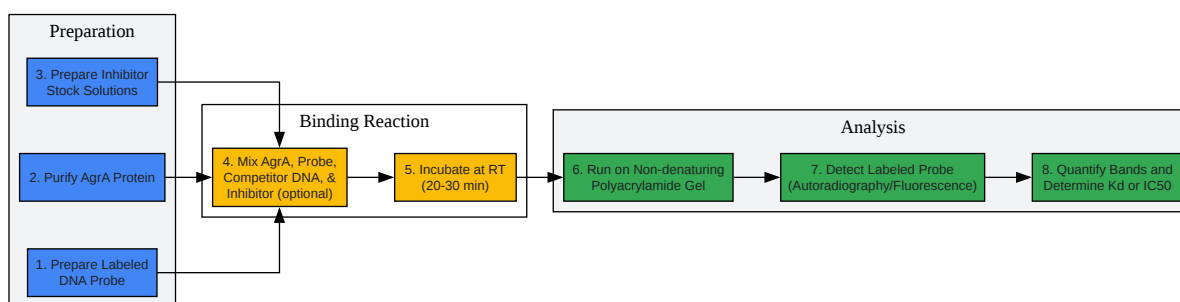 Preparation
3. Prepare Inhibitor
Stock Solutions
2. Purify AgrA Protein
1. Prepare Labeled
DNA Probe
Binding Reaction
4. Mix AgrA, Probe,
Competitor DNA, &
Inhibitor (optional)
5. Incubate at RT
(20-30 min)
Analysis
6. Run on Non-denaturing
Polyacrylamide Gel
7. Detect Labeled Probe
(Autoradiography/Fluorescence)
8. Quantify Bands and
Determine Kd or IC50